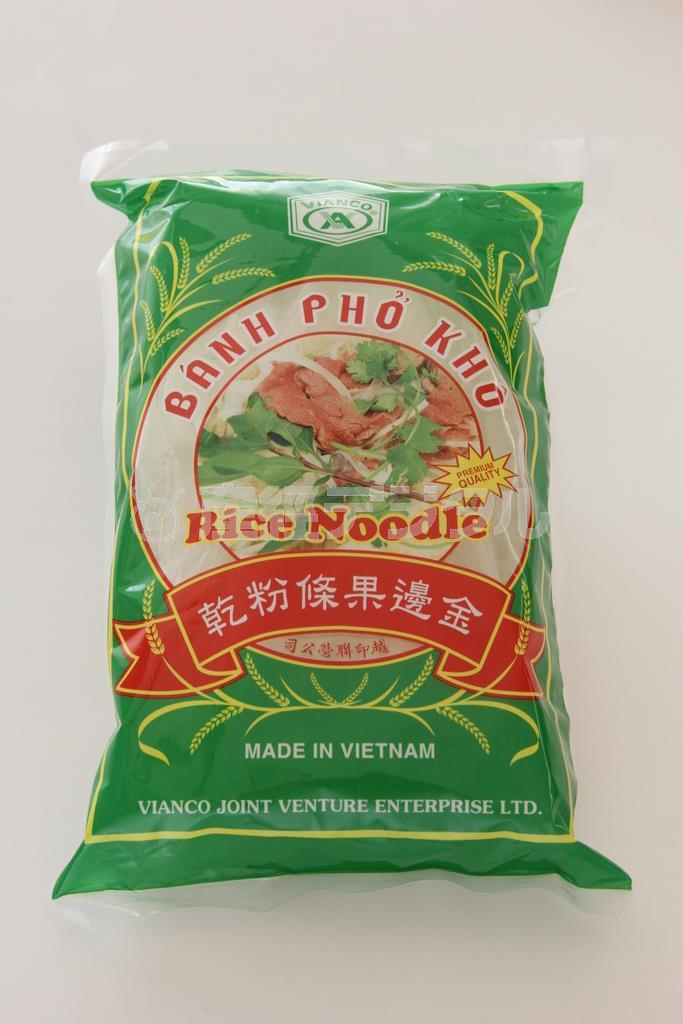 VIANCO
BÁNH PHỞ KHÔ
PREMIUM
QUALITY
Rice Noodle
乾粉條果邊金
司公營聯印越
MADE IN VIETNAM
VIANCO JOINT VENTURE ENTERPRISE LTD.